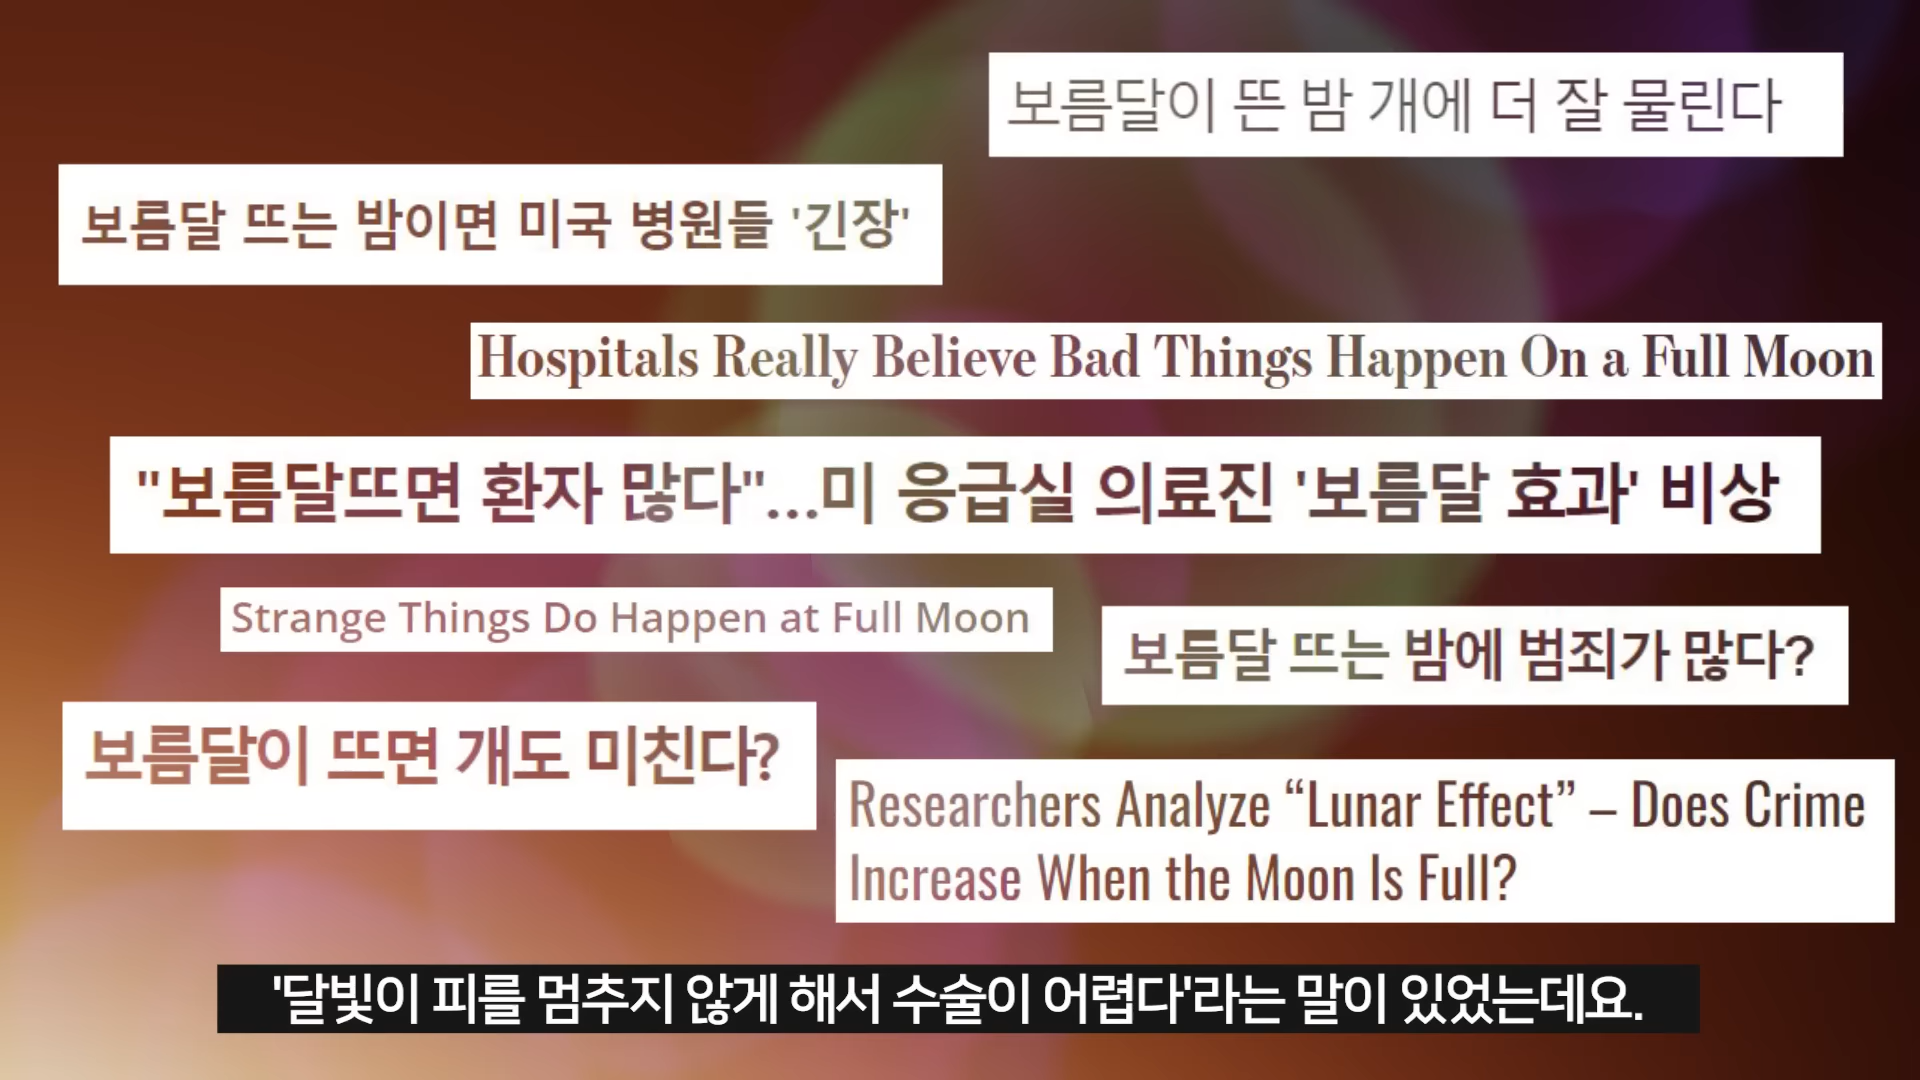 보름달이 뜬 밤 개에 더 잘 물린다
보름달 뜨는 밤이면 미국 병원들 '긴장'
Hospitals Really Believe Bad Things Happen On a Full Moon
"보름달뜨면 환자 많다"...미 응급실 의료진 '보름달 효과' 비상
Strange Things Do Happen at Full Moon
보름달 뜨는 밤에 범죄가 많다?
보름달이 뜨면 개도 미친다?
Researchers Analyze “Lunar Effect” – Does Crime
Increase When the Moon Is Full?
'달빛이 피를 멈추지 않게 해서 수술이 어렵다'라는 말이 있었는데요.